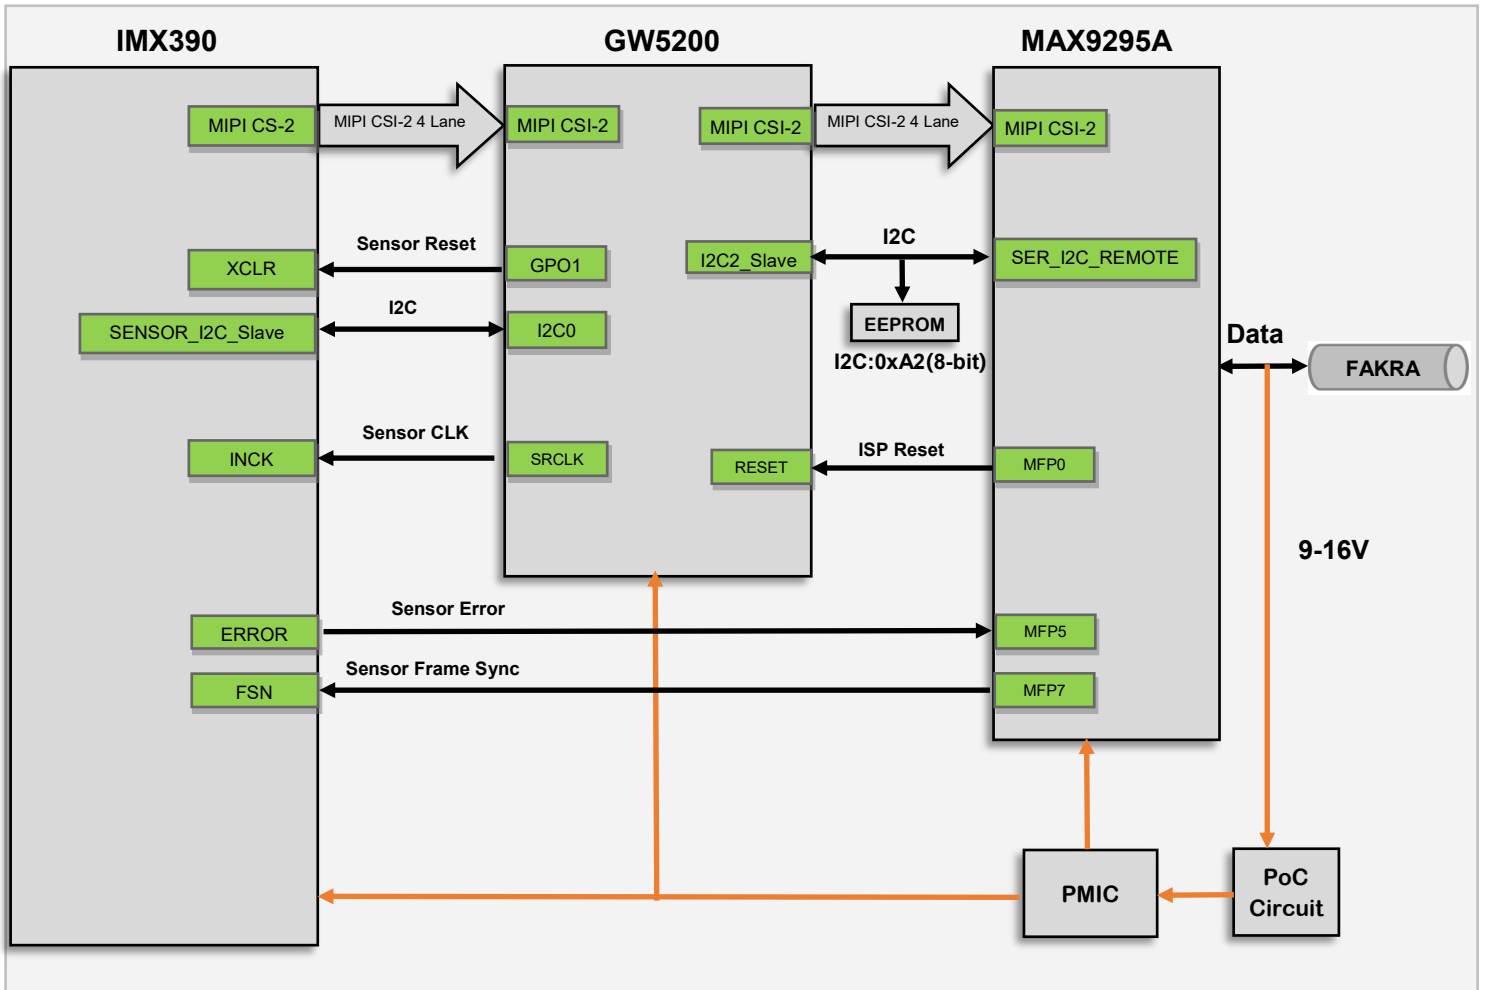 IMX390
GW5200
MAX9295A
MIPI CS-2
MIPI CSI-2 4 Lane
MIPI CSI-2
MIPI CSI-2
MIPI CSI-2 4 Lane
MIPI CSI-2
Sensor Reset
XCLR
GPO1
I2C
I2C2_Slave
SER_I2C_REMOTE
I2C
SENSOR_I2C_Slave
I2C0
EEPROM
I2C:0xA2(8-bit)
Data
FAKRA
Sensor CLK
INCK
SRCLK
ISP Reset
RESET
MFP0
9-16V
Sensor Error
ERROR
MFP5
Sensor Frame Sync
FSN
MFP7
PMIC
PoC
Circuit